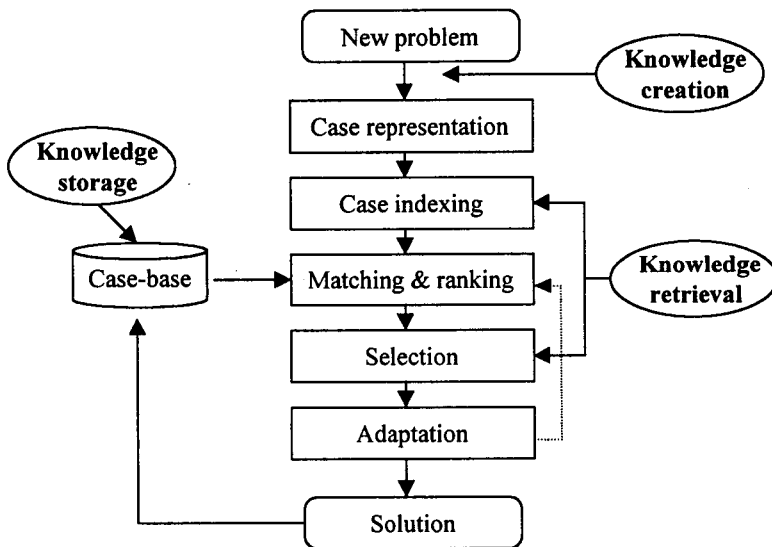 New problem
Knowledge
creation
Case representation
Knowledge
storage
Case indexing
Case-base
Matching & ranking
Knowledge
retrieval
Selection
Adaptation
Solution